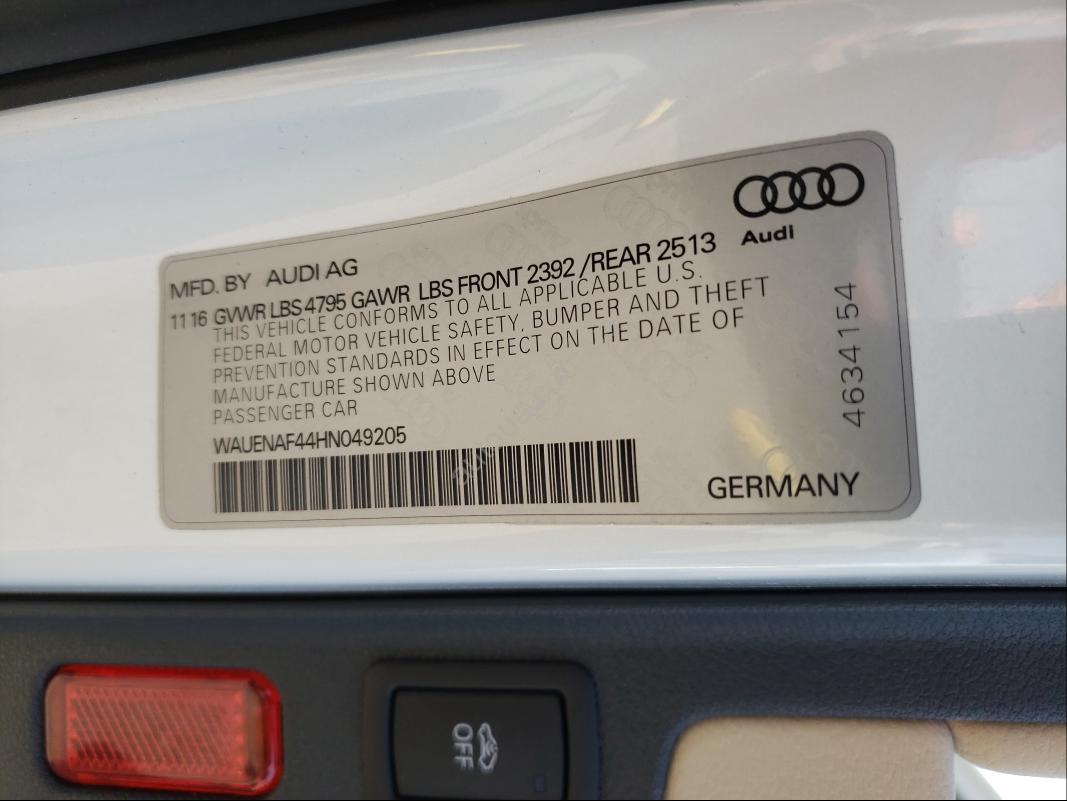 Audi
MFD. BY AUDI AG
11 16 GVWR LBS 4795 GAWR LBS FRONT 2392 /REAR 2513
THIS VEHICLE CONFORMS TO ALL APPLICABLE U.S.
FEDERAL MOTOR VEHICLE SAFETY, BUMPER AND THEFT
PREVENTION STANDARDS IN EFFECT ON THE DATE OF
MANUFACTURE SHOWN ABOVE
PASSENGER CAR
WAUENAF44HN049205
4634154
GERMANY
OFF